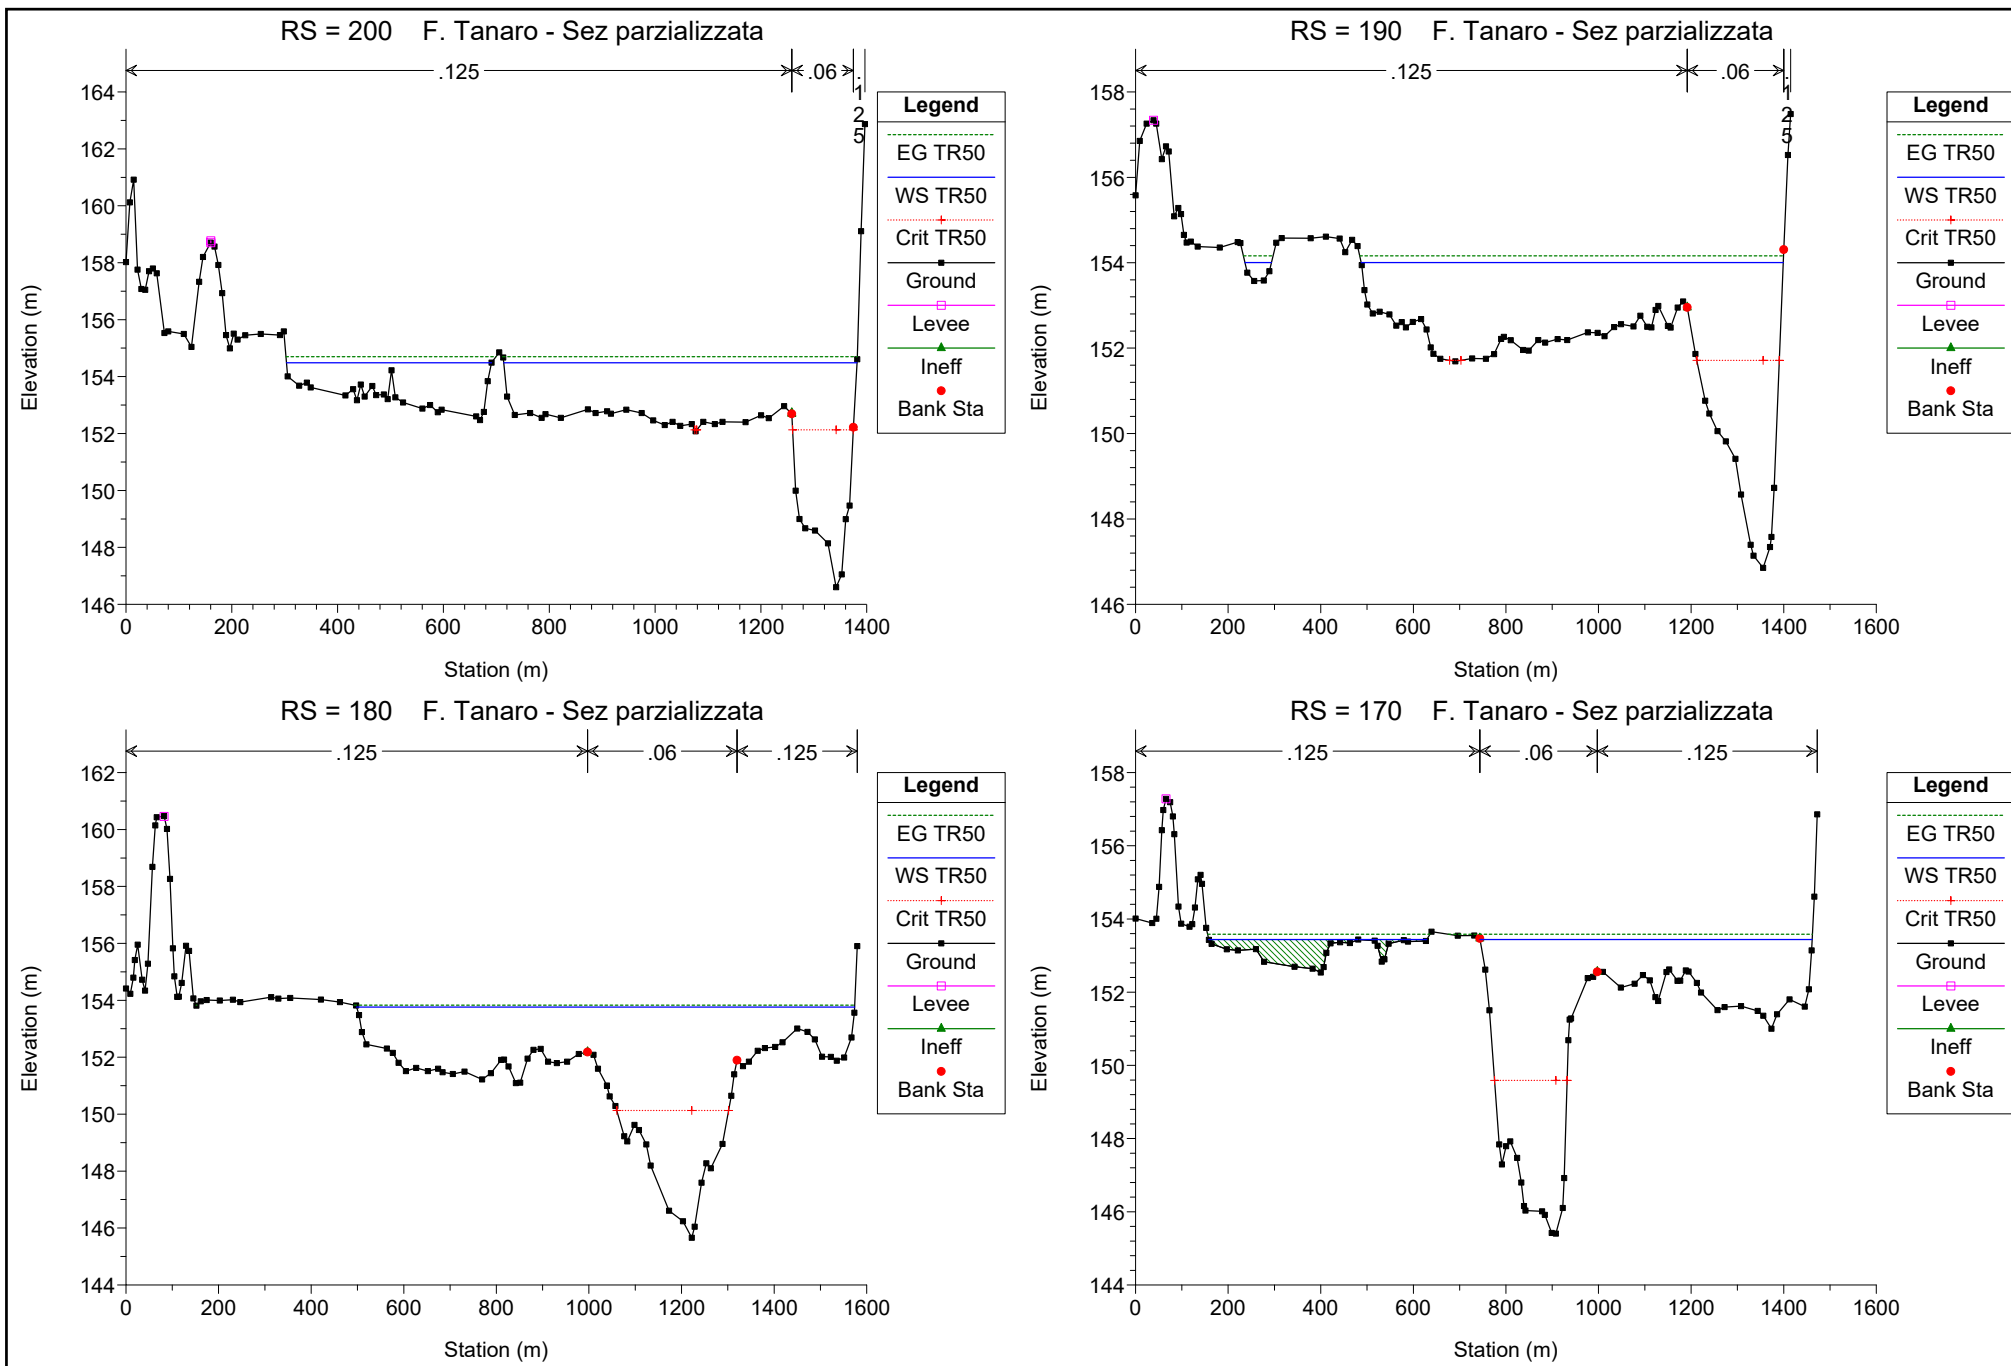 RS = 200 F. Tanaro - Sez parzializzata
.125
.06
.125
Elevation (m)
164
162
160
158
156
154
152
150
148
146
0 200 400 600 800 1000 1200 1400
Station (m)
Legend
EG TR50
WS TR50
Crit TR50
Ground
Levee
Ineff
Bank Sta
RS = 190 F. Tanaro - Sez parzializzata
.125
.06
.125
Elevation (m)
158
156
154
152
150
148
146
0 200 400 600 800 1000 1200 1400 1600
Station (m)
Legend
EG TR50
WS TR50
Crit TR50
Ground
Levee
Ineff
Bank Sta
RS = 180 F. Tanaro - Sez parzializzata
.125
.06
.125
Elevation (m)
162
160
158
156
154
152
150
148
146
144
0 200 400 600 800 1000 1200 1400 1600
Station (m)
Legend
EG TR50
WS TR50
Crit TR50
Ground
Levee
Ineff
Bank Sta
RS = 170 F. Tanaro - Sez parzializzata
.125
.06
.125
Elevation (m)
158
156
154
152
150
148
146
144
0 200 400 600 800 1000 1200 1400 1600
Station (m)
Legend
EG TR50
WS TR50
Crit TR50
Ground
Levee
Ineff
Bank Sta